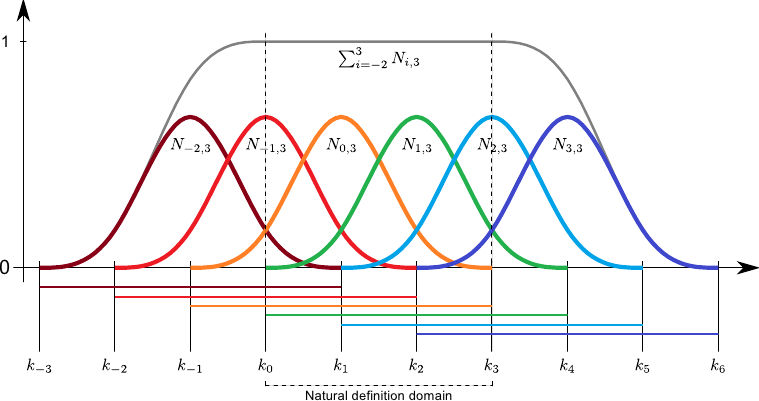 1
$\sum_{i=-2}^{3} N_{i,3}$
$N_{-2,3}$ $N_{-1,3}$ $N_{0,3}$ $N_{1,3}$ $N_{2,3}$ $N_{3,3}$
0
$k_{-3}$ $k_{-2}$ $k_{-1}$ $k_0$ $k_1$ $k_2$ $k_3$ $k_4$ $k_5$ $k_6$
Natural definition domain